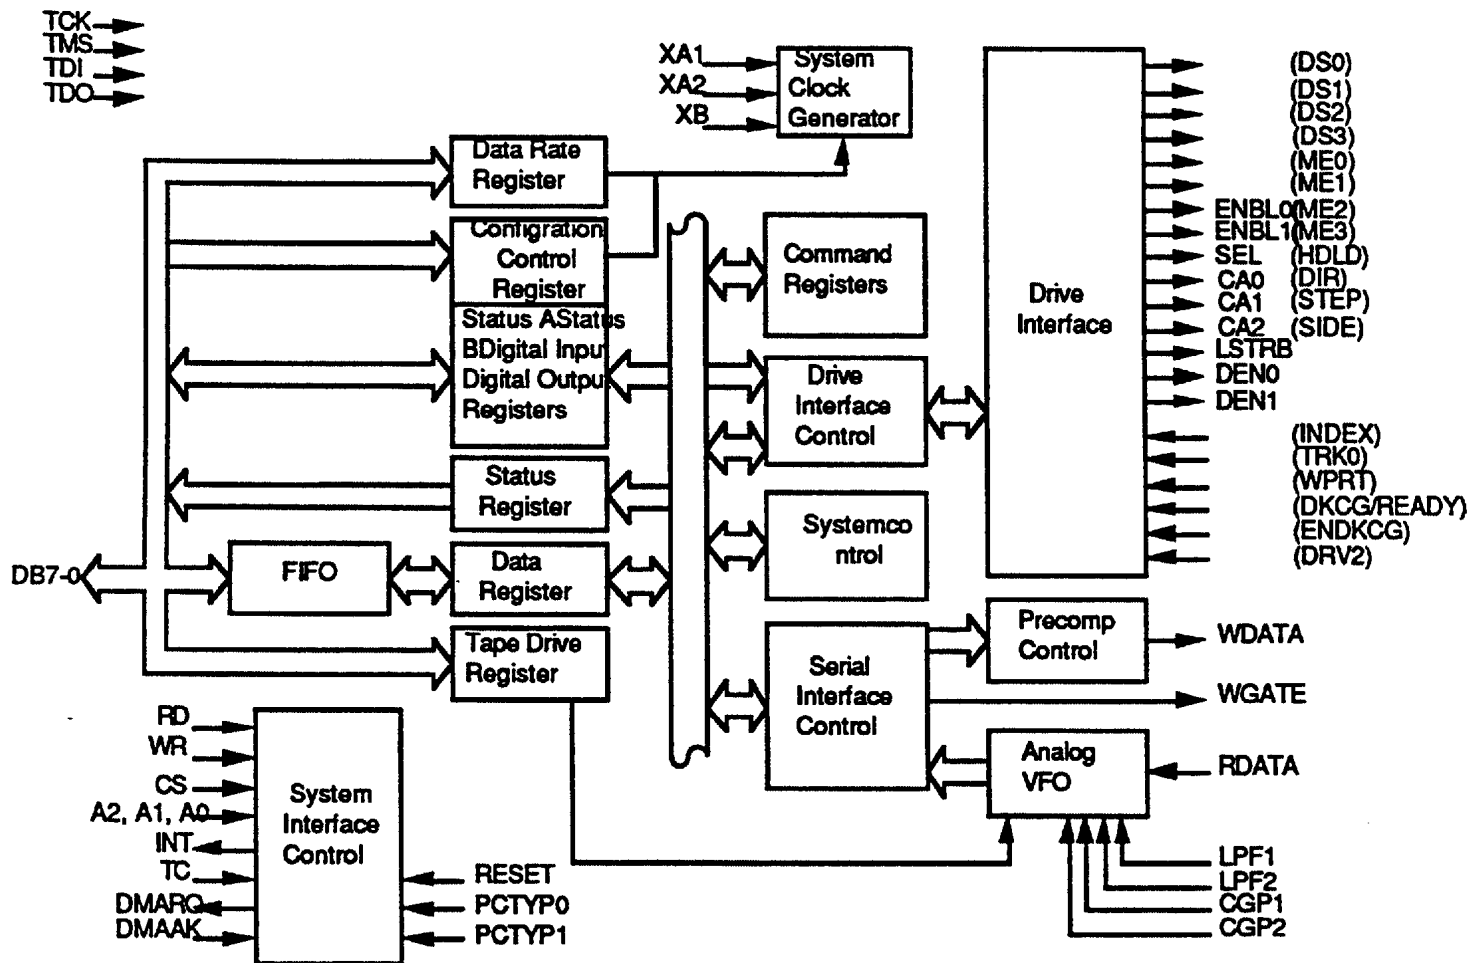 TCK
TMS
TDI
TDO
XA1
XA2
XB
System
Clock
Generator
Data Rate
Register
Configration
Control
Register
Status AStatus
BDigital Input
Digital Output
Registers
Status
Register
DB7-0
FIFO
Data
Register
Tape Drive
Register
Command
Registers
Drive
Interface
Control
Systemco
ntrol
Serial
Interface
Control
Drive
Interface
(DS0)
(DS1)
(DS2)
(DS3)
(ME0)
(ME1)
ENBL0(ME2)
ENBL1(ME3)
SEL (HDLD)
CA0 (DIR)
CA1 (STEP)
CA2 (SIDE)
LSTRB
DEN0
DEN1
(INDEX)
(TRK0)
(WPRT)
(DKCG/READY)
(ENDKCG)
(DRV2)
Precomp
Control
WDATA
WGATE
Analog
VFO
RDATA
LPF1
LPF2
CGP1
CGP2
RD
WR
CS
A2, A1, A0
INT
TC
DMARQ
DMAAK
System
Interface
Control
RESET
PCTYP0
PCTYP1